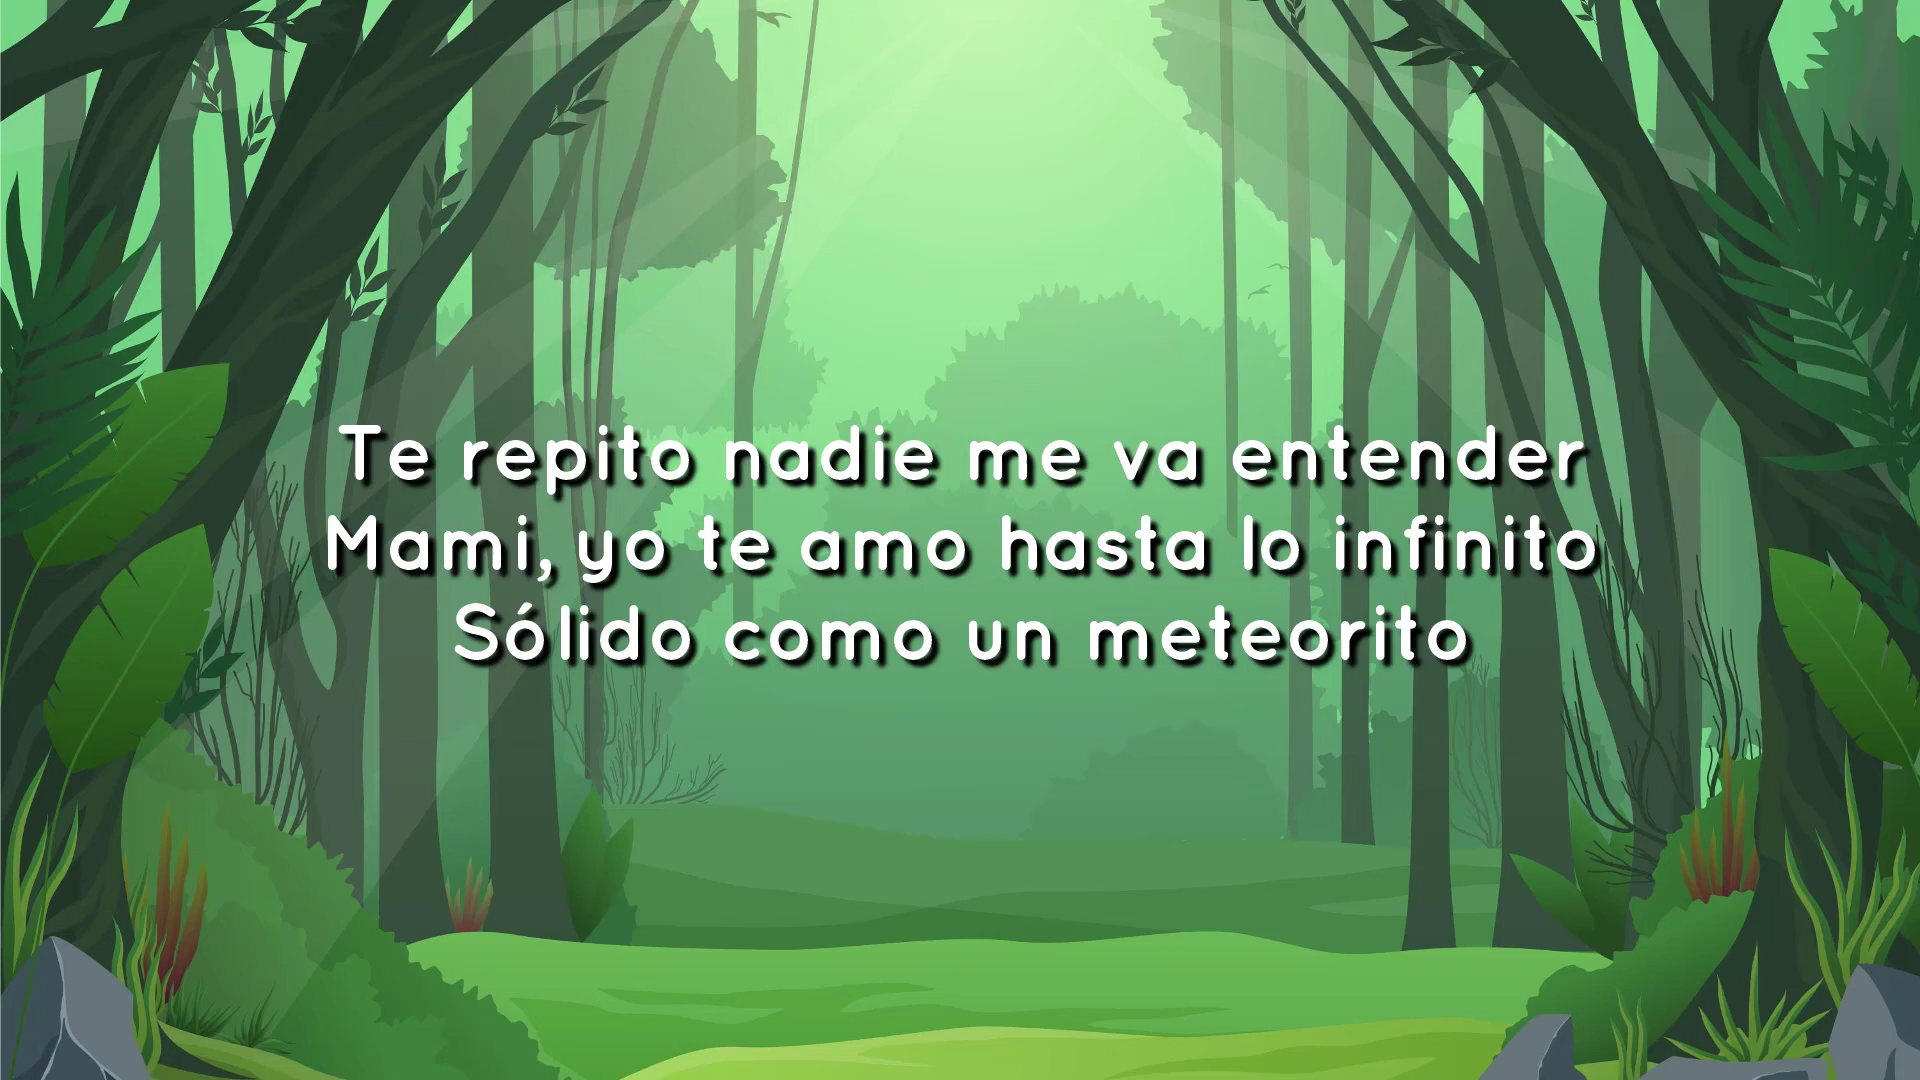 Te repito nadie me va entender
Mami, yo te amo hasta lo infinito
Sólido como un meteorito